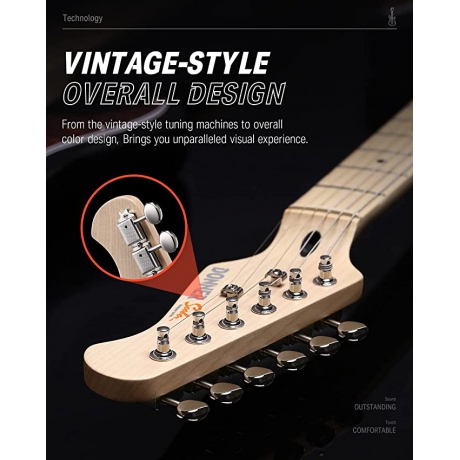 Technology
VINTAGE-STYLE
OVERALL DESIGN
From the vintage-style tuning machines to overall
color design, Brings you unparalleled visual experience.
DONNER
Sound
OUTSTANDING
Touch
COMFORTABLE